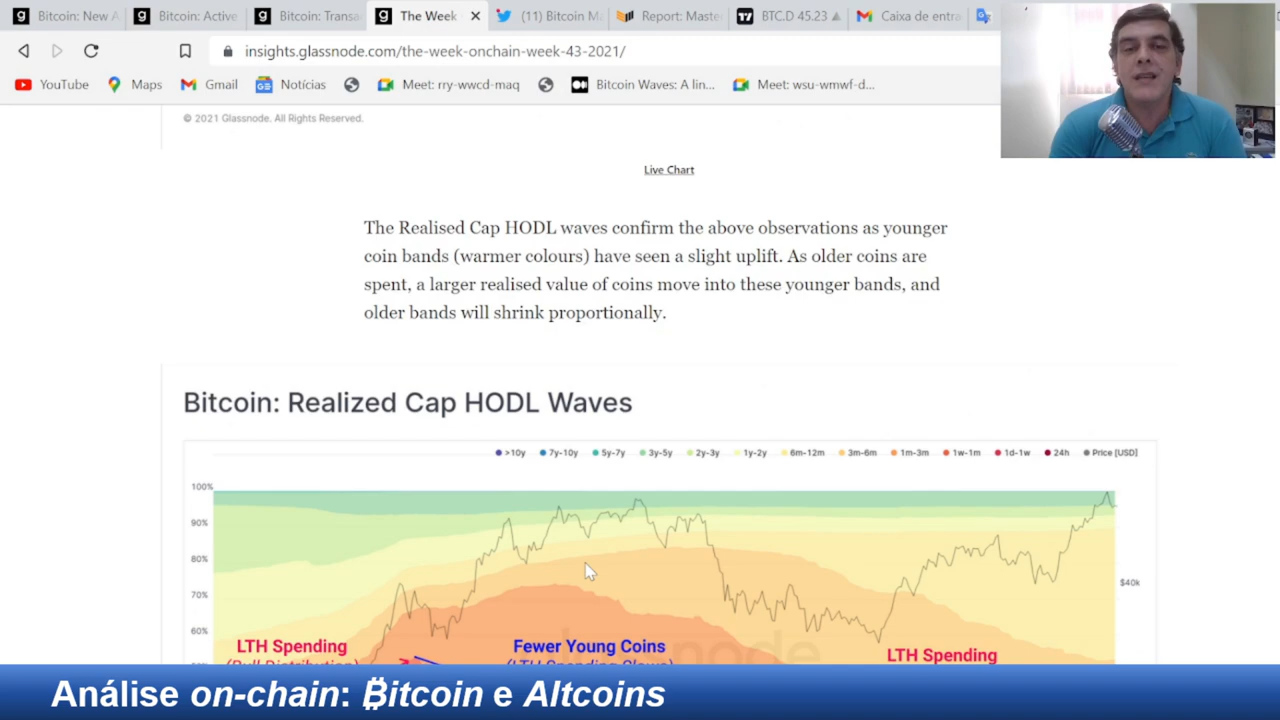 Bitcoin: New A
Bitcoin: Active
Bitcoin: Transa
The Week
(11) Bitcoin Ma
Report: Maste
BTC.D 45.23
Caixa de entra
insights.glassnode.com/the-week-onchain-week-43-2021/
YouTube
Maps
Gmail
Notícias
Meet: rry-wwcd-maq
Bitcoin Waves: A lin...
Meet: wsu-wmwf-d...
© 2021 Glassnode. All Rights Reserved.
Live Chart
The Realised Cap HODL waves confirm the above observations as younger
coin bands (warmer colours) have seen a slight uplift. As older coins are
spent, a larger realised value of coins move into these younger bands, and
older bands will shrink proportionally.
Bitcoin: Realized Cap HODL Waves
>10y 7y-10y 5y-7y 3y-5y 2y-3y 1y-2y 6m-12m 3m-6m 1m-3m 1w-1m 1d-1w 24h Price [USD]
100%
90%
80%
$40k
70%
60%
LTH Spending
(Bull Distribution)
Fewer Young Coins
(LTH Spending Slows)
LTH Spending
Análise on-chain: ₿itcoin e Altcoins